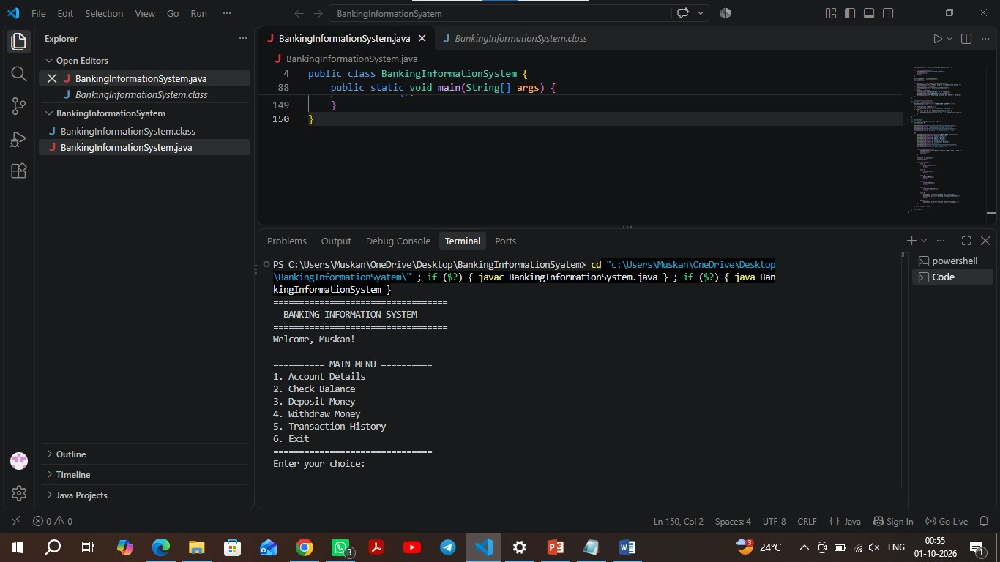 File Edit Selection View Go Run ···
BankingInformationSyatem
Explorer
Open Editors
BankingInformationSystem.java
BankingInformationSystem.class
BankingInformationSyatem
BankingInformationSystem.class
BankingInformationSystem.java
Outline
Timeline
Java Projects
BankingInformationSystem.java
BankingInformationSystem.class
BankingInformationSystem.java
4 public class BankingInformationSystem {
88 public static void main(String[] args) {
149 }
150 }
Problems Output Debug Console Terminal Ports
PS C:\Users\Muskan\OneDrive\Desktop\BankingInformationSyatem> cd "c:\Users\Muskan\OneDrive\Desktop
\BankingInformationSyatem\" ; if ($?) { javac BankingInformationSystem.java } ; if ($?) { java Ban
kingInformationSystem }
==================================
BANKING INFORMATION SYSTEM
==================================
Welcome, Muskan!
========== MAIN MENU ==========
1. Account Details
2. Check Balance
3. Deposit Money
4. Withdraw Money
5. Transaction History
6. Exit
===============================
Enter your choice:
powershell
Code
0 0
Ln 150, Col 2 Spaces: 4 UTF-8 CRLF { } Java Sign In Go Live
3
3
24°C
ENG
00:55
01-10-2026
1